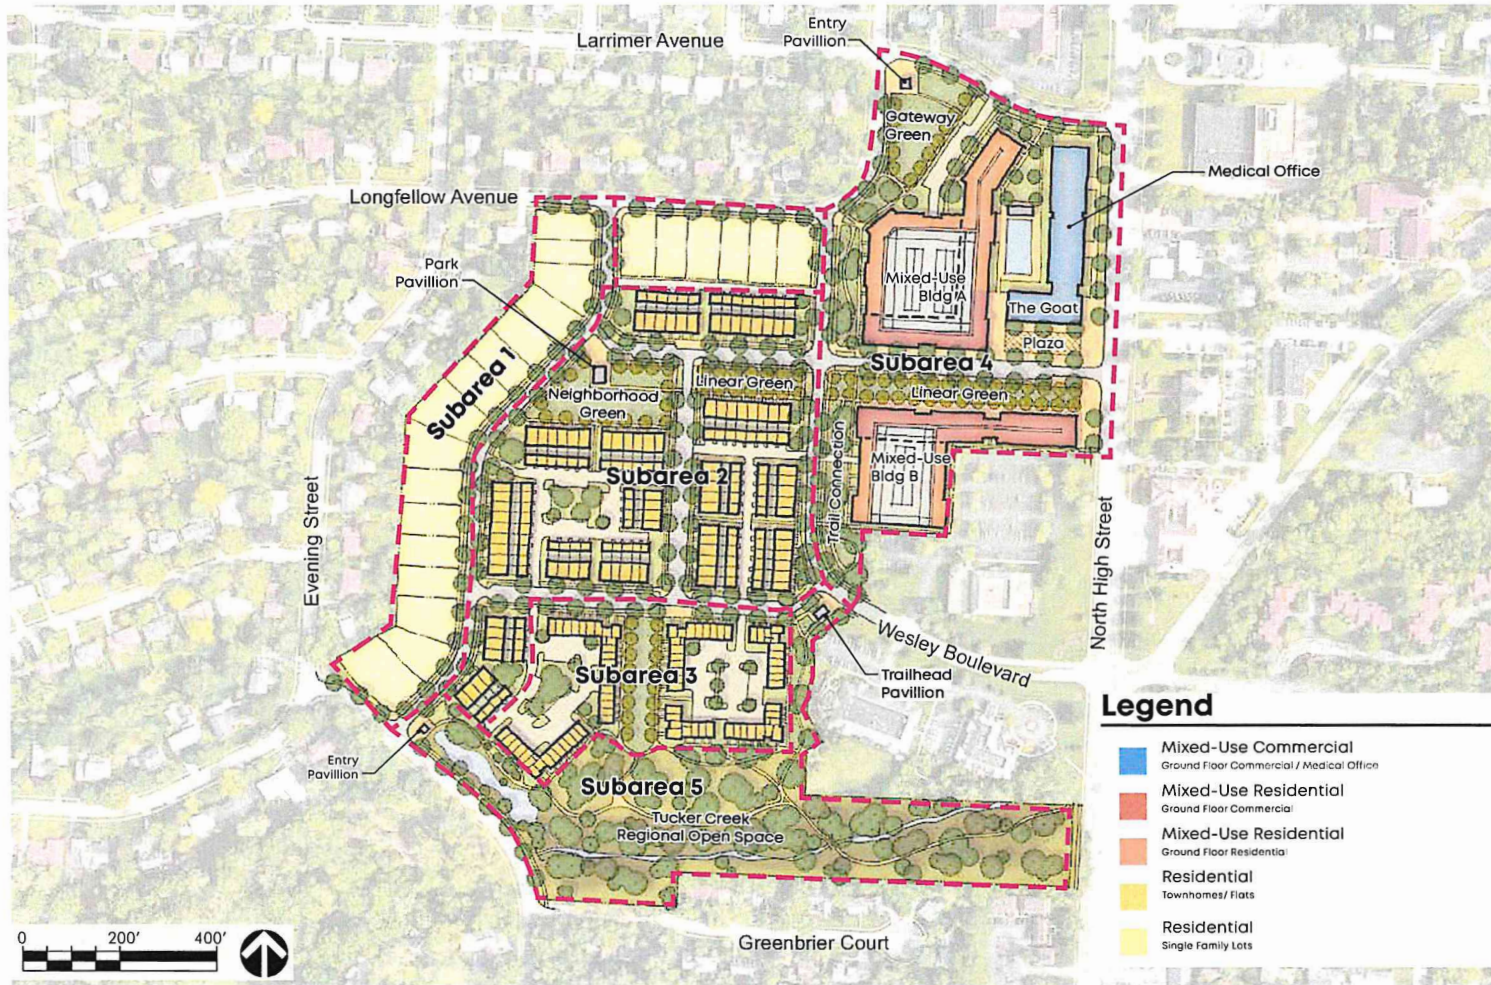 Larrimer Avenue
Entry
Pavillion
Gateway
Green
Medical Office
Longfellow Avenue
Park
Pavillion
Mixed-Use
Bldg A
The Goat
Plaza
Subarea 1
Subarea 4
Linear Green
Linear Green
Neighborhood
Green
Subarea 2
Trail Connection
Mixed-Use
Bldg B
Evening Street
North High Street
Wesley Boulevard
Subarea 3
Trailhead
Pavillion
Entry
Pavillion
Subarea 5
Tucker Creek
Regional Open Space
Greenbrier Court
0 200' 400'
Legend
Mixed-Use Commercial
Ground Floor Commercial / Medical Office
Mixed-Use Residential
Ground Floor Commercial
Mixed-Use Residential
Ground Floor Residential
Residential
Townhomes/ Flats
Residential
Single Family Lots